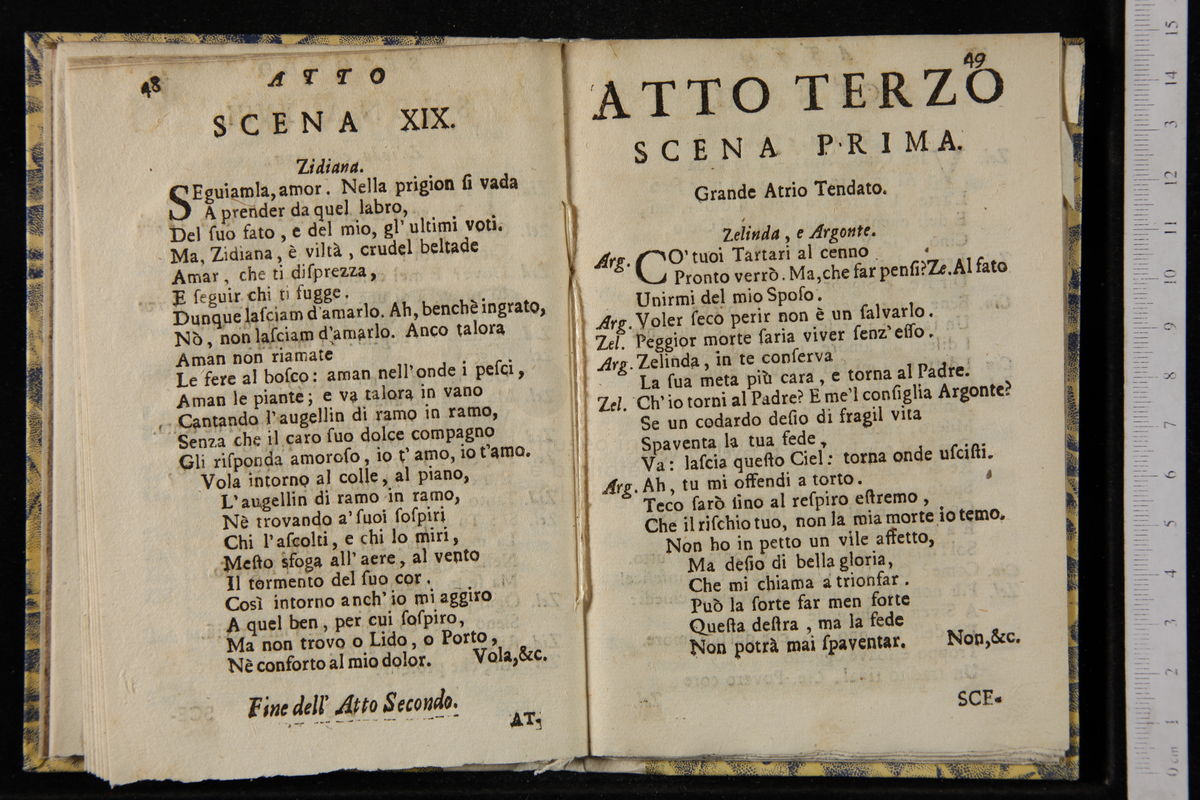 48
ATTO
SCENA XIX.
Zidiana.
SEguiamla, amor. Nella prigion ſi vada
A prender da quel labro,
Del ſuo fato, e del mio, gl' ultimi voti.
Ma, Zidiana, è viltà, crudel beltade
Amar, che ti diſprezza,
E ſeguir chi ti fugge.
Dunque laſciam d'amarlo. Ah, benchè ingrato,
Nò, non laſciam d'amarlo. Anco talora
Aman non riamate
Le fere al boſco: aman nell'onde i peſci,
Aman le piante; e va talora in vano
Cantando l'augellin di ramo in ramo,
Senza che il caro ſuo dolce compagno
Gli riſponda amoroſo, io t'amo, io t'amo.
Vola intorno al colle, al piano,
L'augellin di ramo in ramo,
Nè trovando a' ſuoi ſoſpiri
Chi l'aſcolti, e chi lo miri,
Meſto sfoga all'aere, al vento
Il tormento del ſuo cor.
Così intorno anch'io mi aggiro
A quel ben, per cui ſoſpiro,
Ma non trovo o Lido, o Porto,
Nè conforto al mio dolor. Vola, &c.
Fine dell' Atto Secondo.
AT-
49
ATTO TERZO
SCENA PRIMA.
Grande Atrio Tendato.
Zelinda, e Argonte.
Arg. CO' tuoi Tartari al cenno
Pronto verrò. Ma, che far penſi? Ze. Al fato
Unirmi del mio Spoſo.
Arg. Voler ſeco perir non è un ſalvarlo.
Zel. Peggior morte ſaria viver ſenz' eſſo.
Arg. Zelinda, in te conſerva
La ſua meta più cara, e torna al Padre.
Zel. Ch'io torni al Padre? E me'l conſiglia Argonte?
Se un codardo deſio di fragil vita
Spaventa la tua fede,
Va: laſcia queſto Ciel: torna onde uſciſti.
Arg. Ah, tu mi offendi a torto.
Teco ſarò ſino al reſpiro eſtremo,
Che il riſchio tuo, non la mia morte io temo.
Non ho in petto un vile affetto,
Ma deſio di bella gloria,
Che mi chiama a trionfar.
Può la ſorte far men forte
Queſta deſtra, ma la fede
Non potrà mai ſpaventar. Non, &c.
SCE-